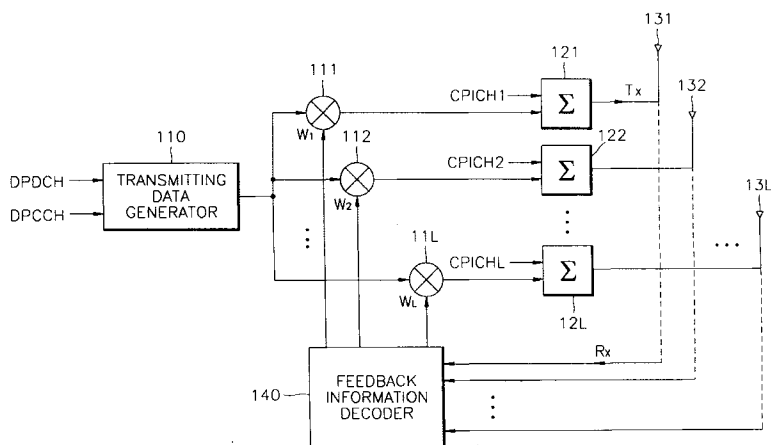 131
121
132
111
CPICH1
Σ
Tx
W1
112
122
110
CPICH2
Σ
DPDCH
TRANSMITTING
DATA
GENERATOR
DPCCH
W2
11L
13L
CPICHL
Σ
WL
12L
Rx
140
FEEDBACK
INFORMATION
DECODER